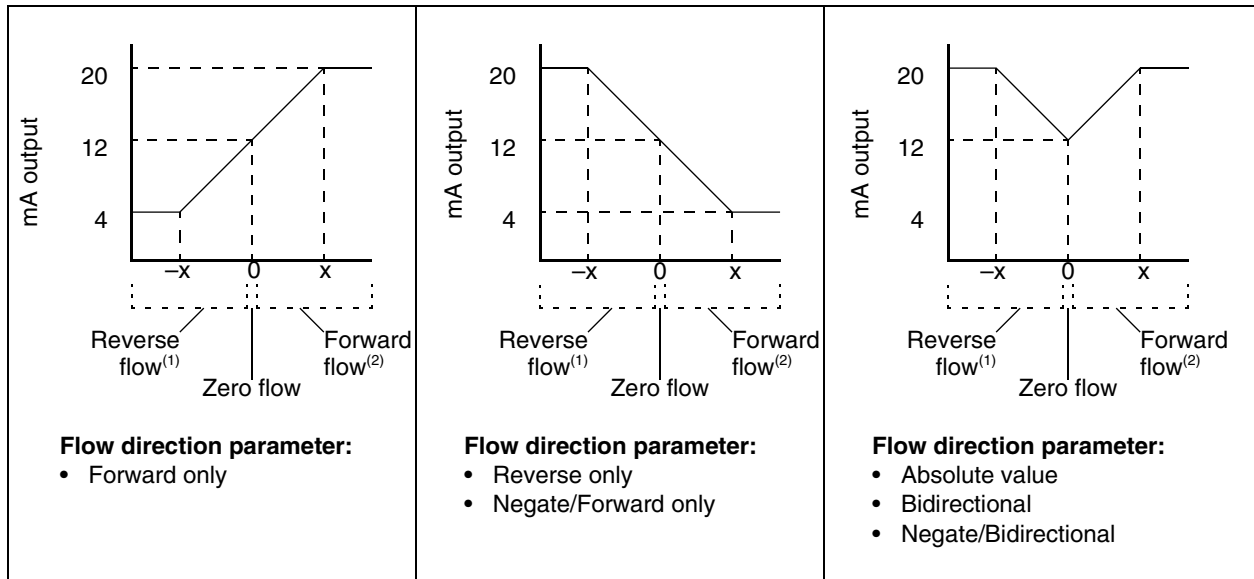 mA output
20
12
4
–x 0 x
Reverse flow(1)
Forward flow(2)
Zero flow
Flow direction parameter:
• Forward only
mA output
20
12
4
–x 0 x
Reverse flow(1)
Forward flow(2)
Zero flow
Flow direction parameter:
• Reverse only
• Negate/Forward only
mA output
20
12
4
–x 0 x
Reverse flow(1)
Forward flow(2)
Zero flow
Flow direction parameter:
• Absolute value
• Bidirectional
• Negate/Bidirectional